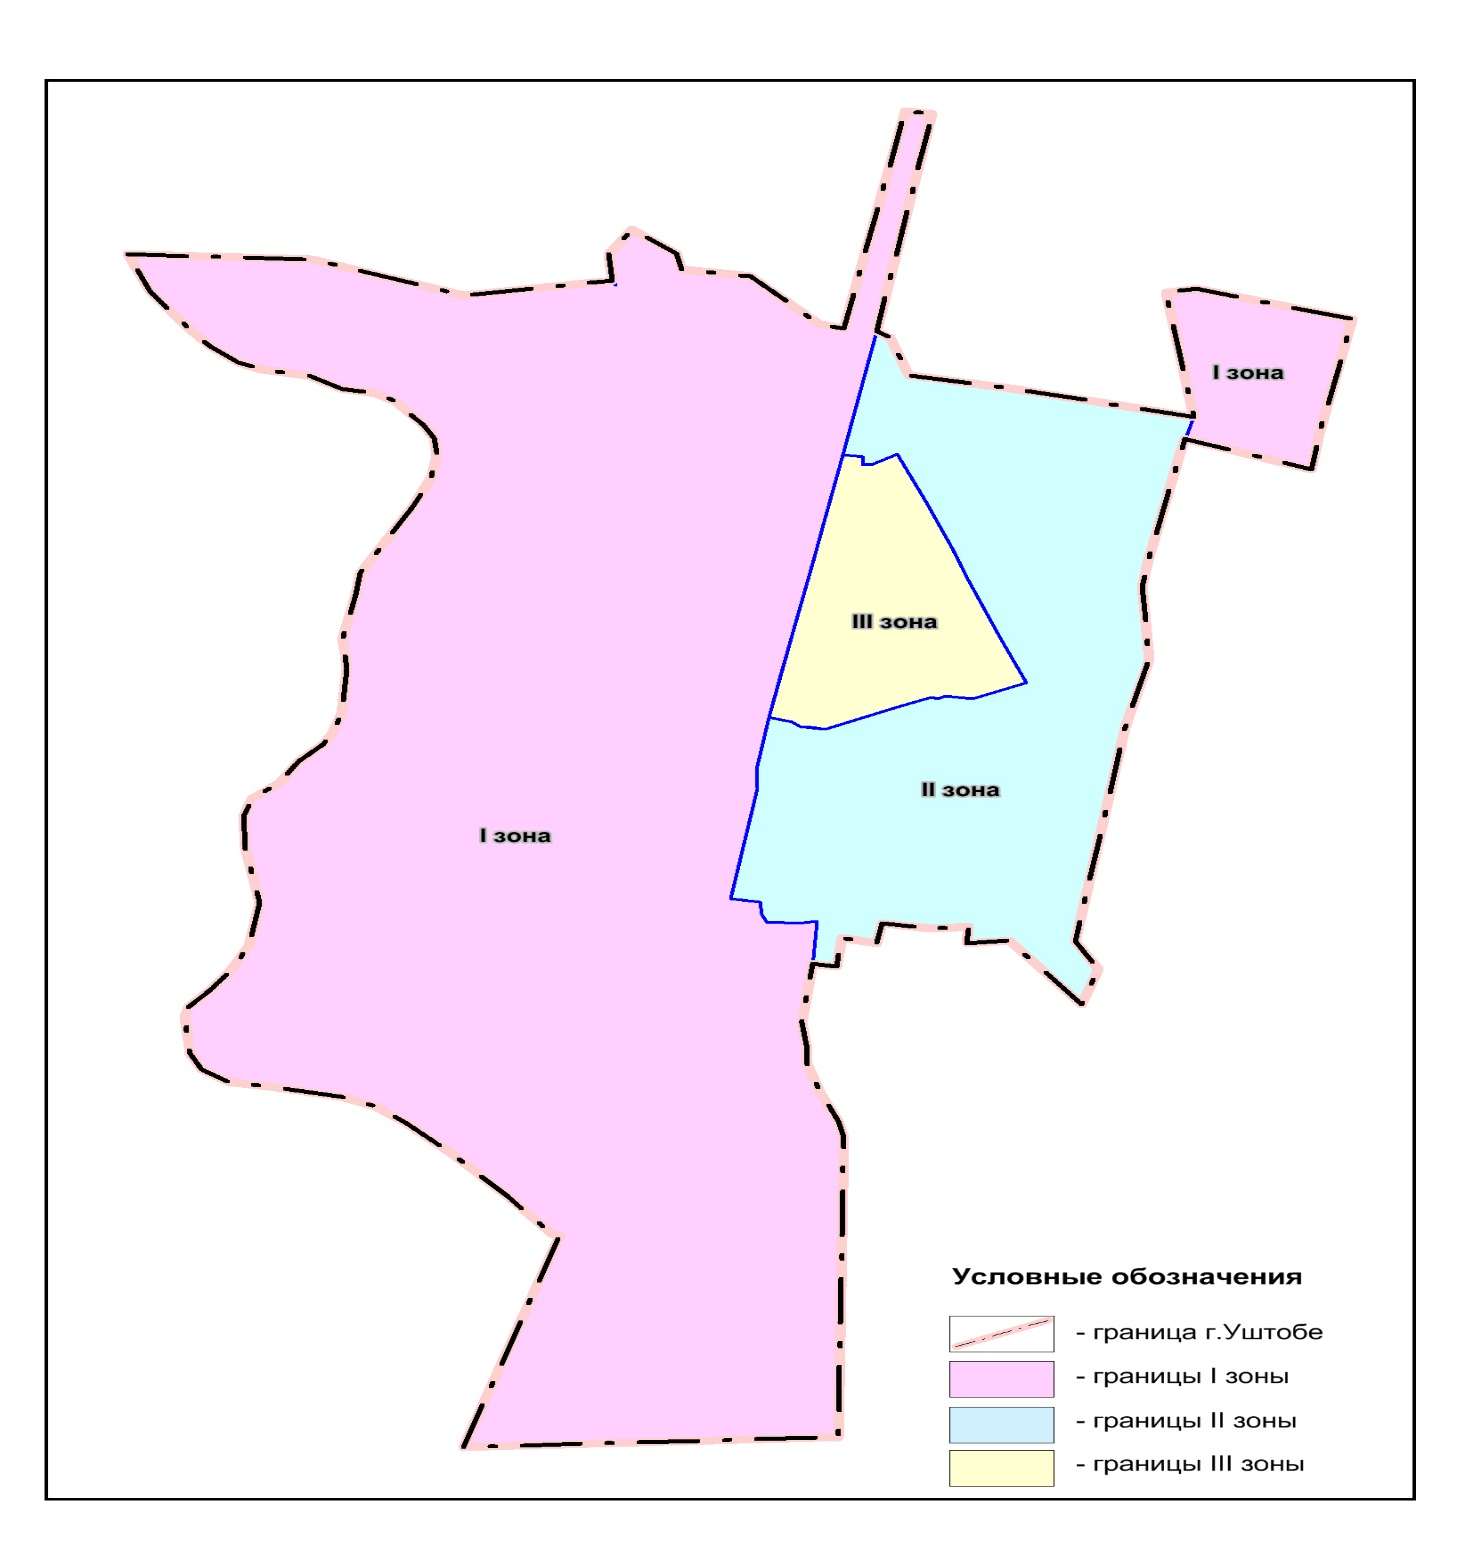 I зона
III зона
II зона
I зона
Условные обозначения
- граница г.Уштобе
- границы I зоны
- границы II зоны
- границы III зоны